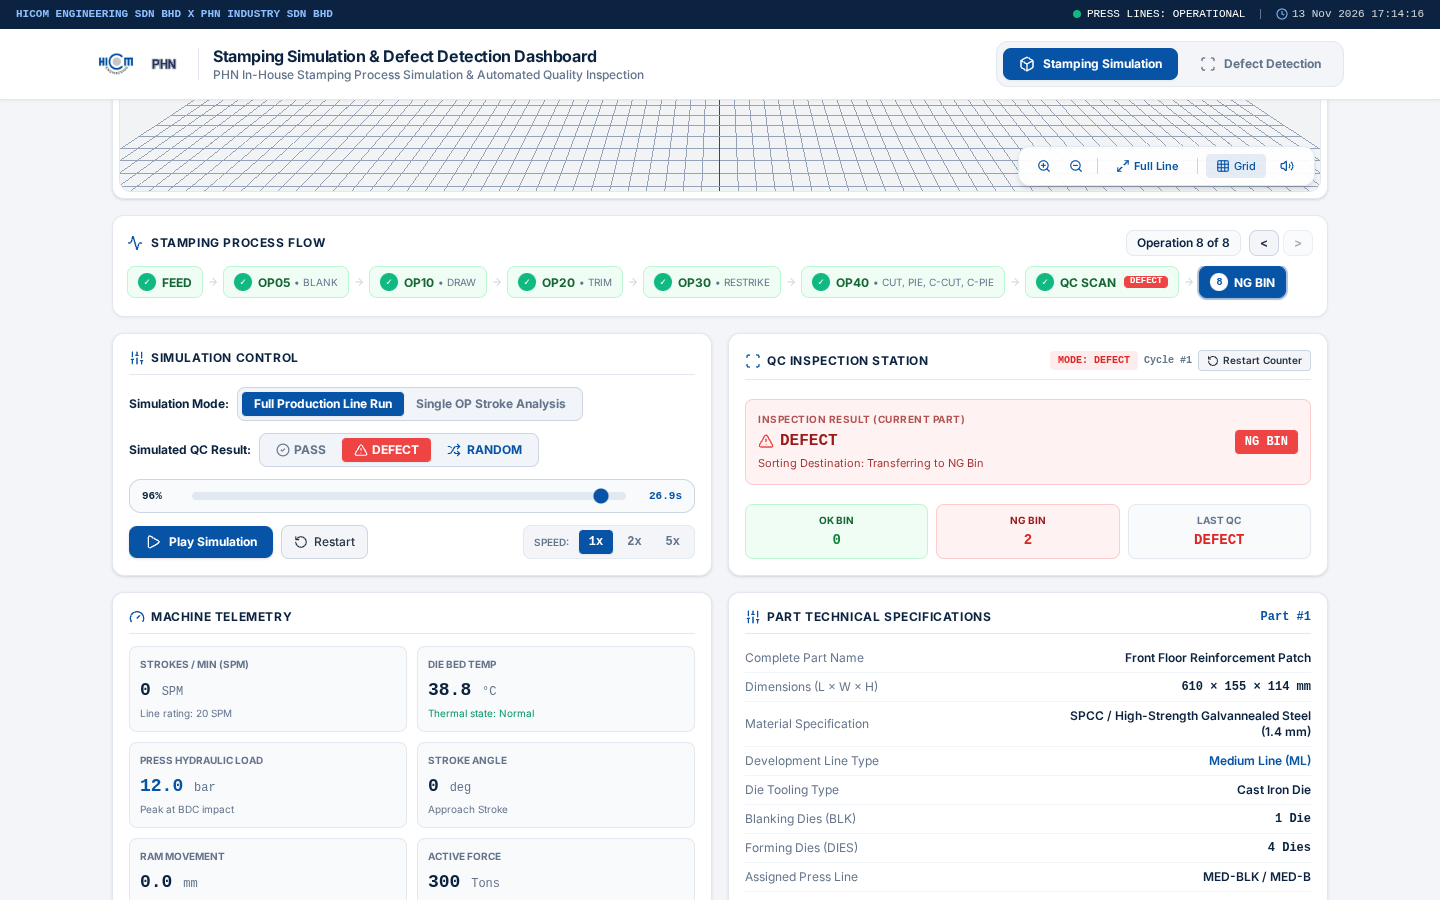 HICOM ENGINEERING SDN BHD X PHN INDUSTRY SDN BHD
PRESS LINES: OPERATIONAL | 13 Nov 2026 17:14:16
HICOM PHN
Stamping Simulation & Defect Detection Dashboard
PHN In-House Stamping Process Simulation & Automated Quality Inspection
Stamping Simulation
Defect Detection
Full Line
Grid
STAMPING PROCESS FLOW
Operation 8 of 8
< >
✓ FEED → ✓ OP05 • BLANK → ✓ OP10 • DRAW → ✓ OP20 • TRIM → ✓ OP30 • RESTRIKE → ✓ OP40 • CUT, PIE, C-CUT, C-PIE → ✓ QC SCAN DEFECT → 8 NG BIN
SIMULATION CONTROL
Simulation Mode: Full Production Line Run Single OP Stroke Analysis
Simulated QC Result: PASS DEFECT RANDOM
96% 26.9s
Play Simulation Restart SPEED: 1x 2x 5x
QC INSPECTION STATION
MODE: DEFECT Cycle #1 Restart Counter
INSPECTION RESULT (CURRENT PART)
DEFECT
NG BIN
Sorting Destination: Transferring to NG Bin
OK BIN
0
NG BIN
2
LAST QC
DEFECT
MACHINE TELEMETRY
STROKES / MIN (SPM)
0 SPM
Line rating: 20 SPM
DIE BED TEMP
38.8 °C
Thermal state: Normal
PRESS HYDRAULIC LOAD
12.0 bar
Peak at BDC impact
STROKE ANGLE
0 deg
Approach Stroke
RAM MOVEMENT
0.0 mm
ACTIVE FORCE
300 Tons
PART TECHNICAL SPECIFICATIONS
Part #1
Complete Part Name Front Floor Reinforcement Patch
Dimensions (L × W × H) 610 × 155 × 114 mm
Material Specification SPCC / High-Strength Galvannealed Steel
(1.4 mm)
Development Line Type Medium Line (ML)
Die Tooling Type Cast Iron Die
Blanking Dies (BLK) 1 Die
Forming Dies (DIES) 4 Dies
Assigned Press Line MED-BLK / MED-B